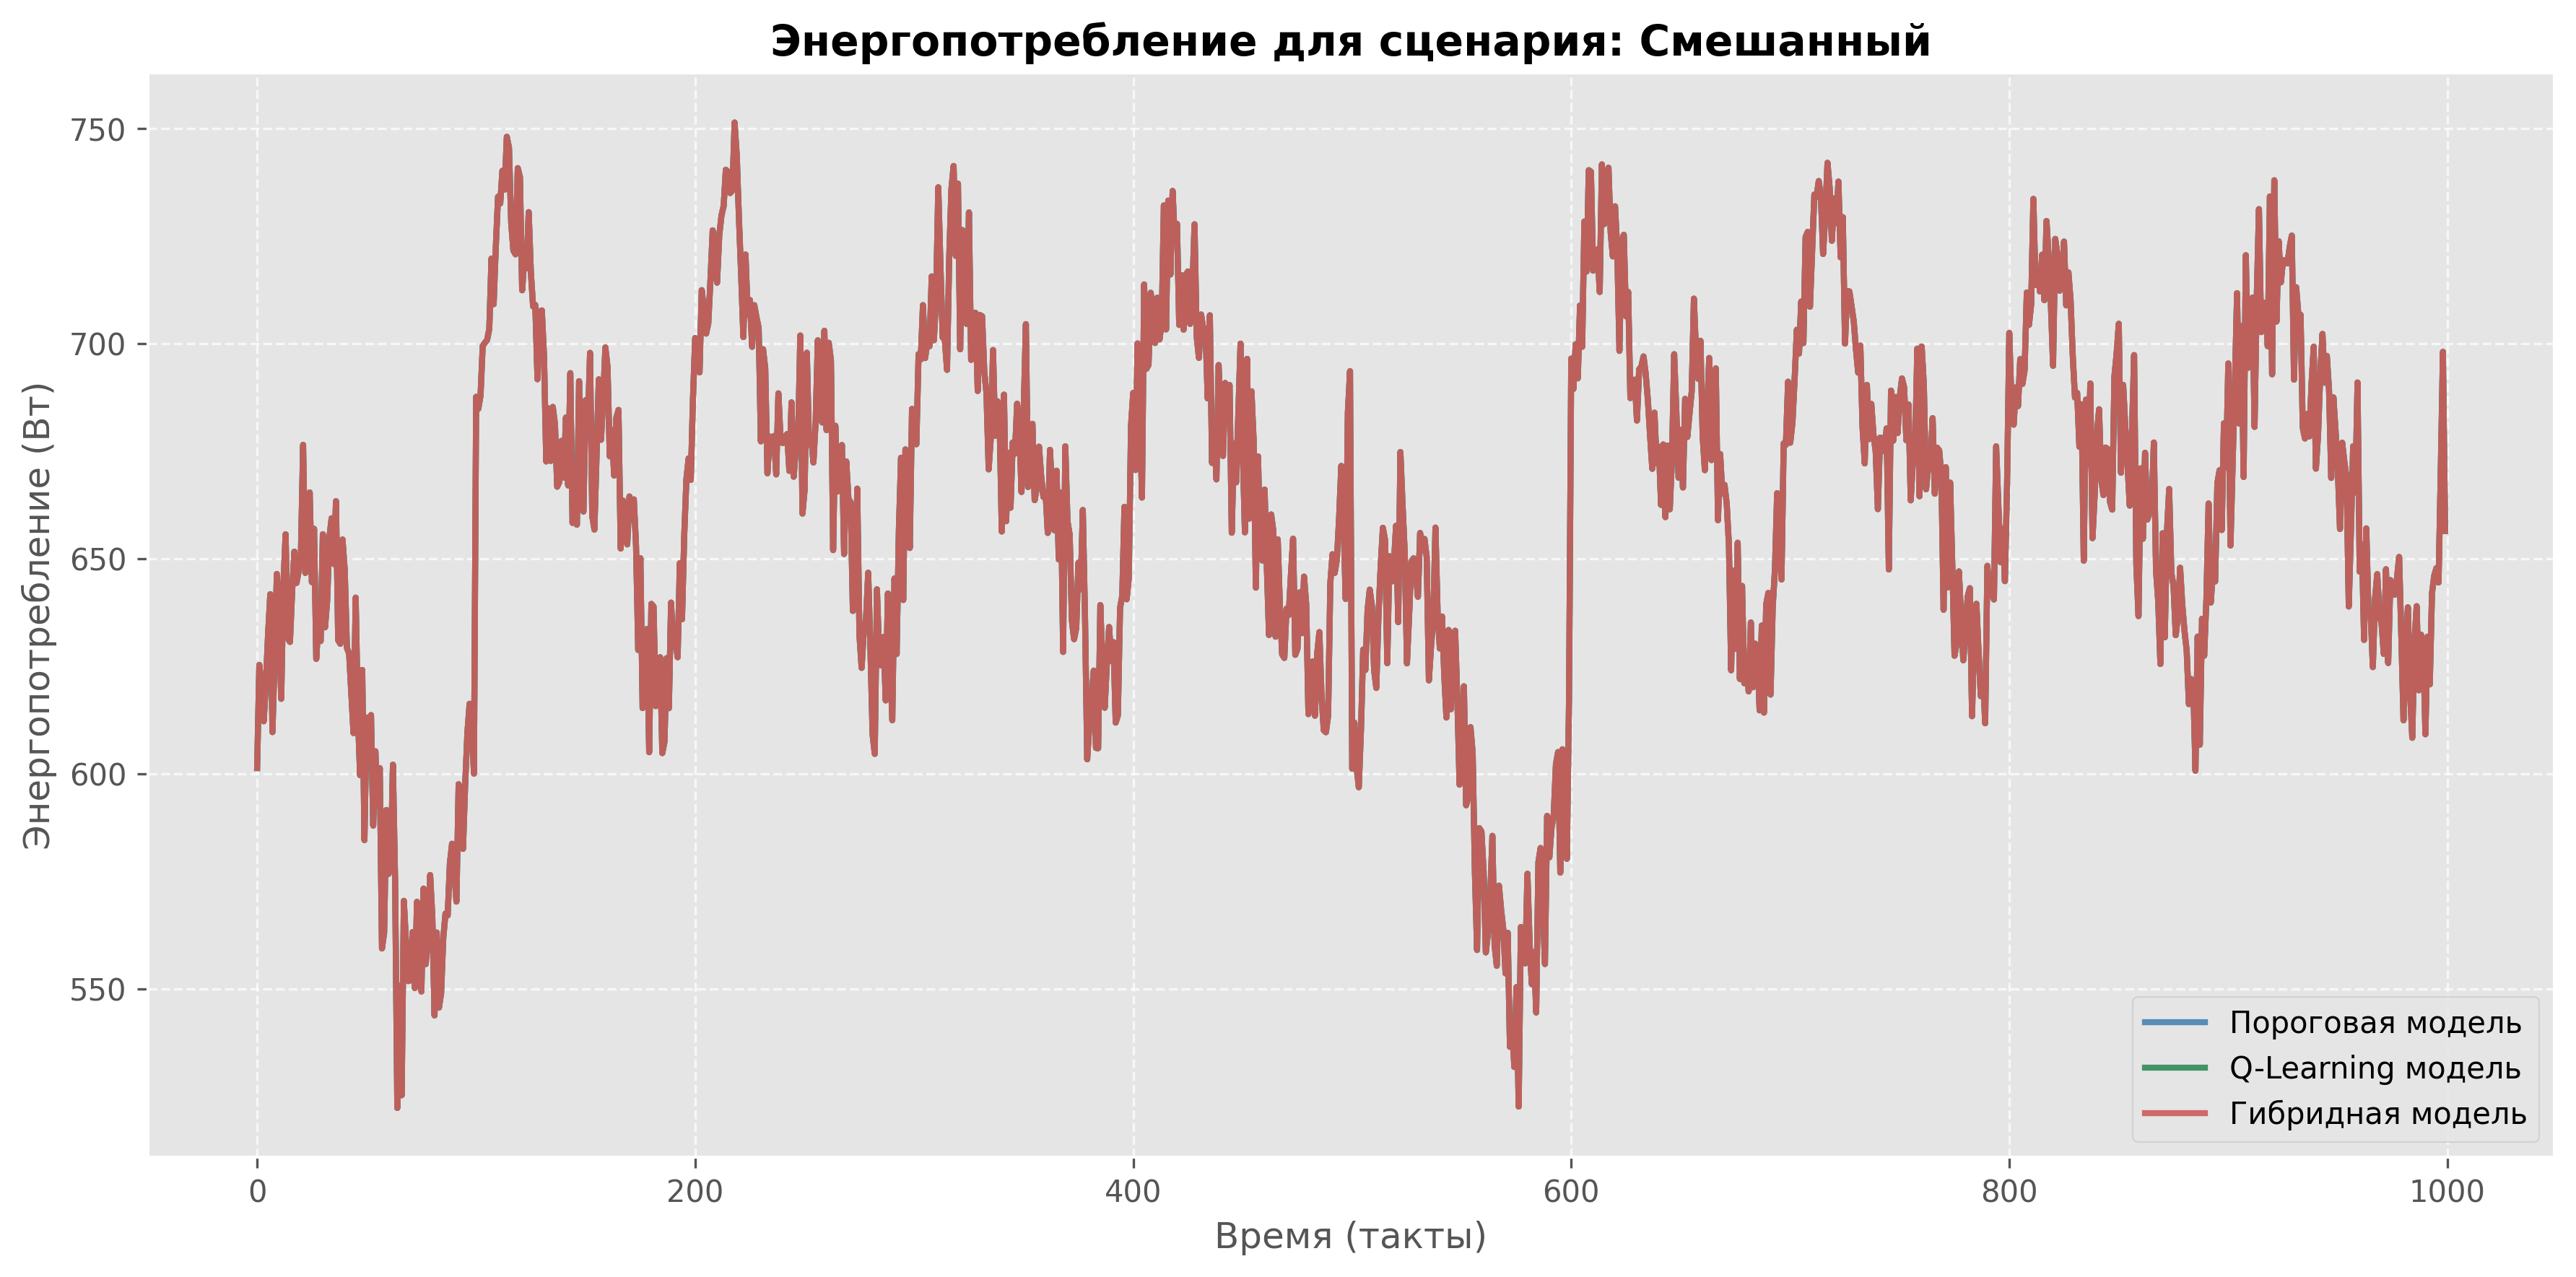 Энергопотребление для сценария: Смешанный
Энергопотребление (Вт)
750
700
650
600
550
0
200
400
600
800
1000
Время (такты)
Пороговая модель
Q-Learning модель
Гибридная модель